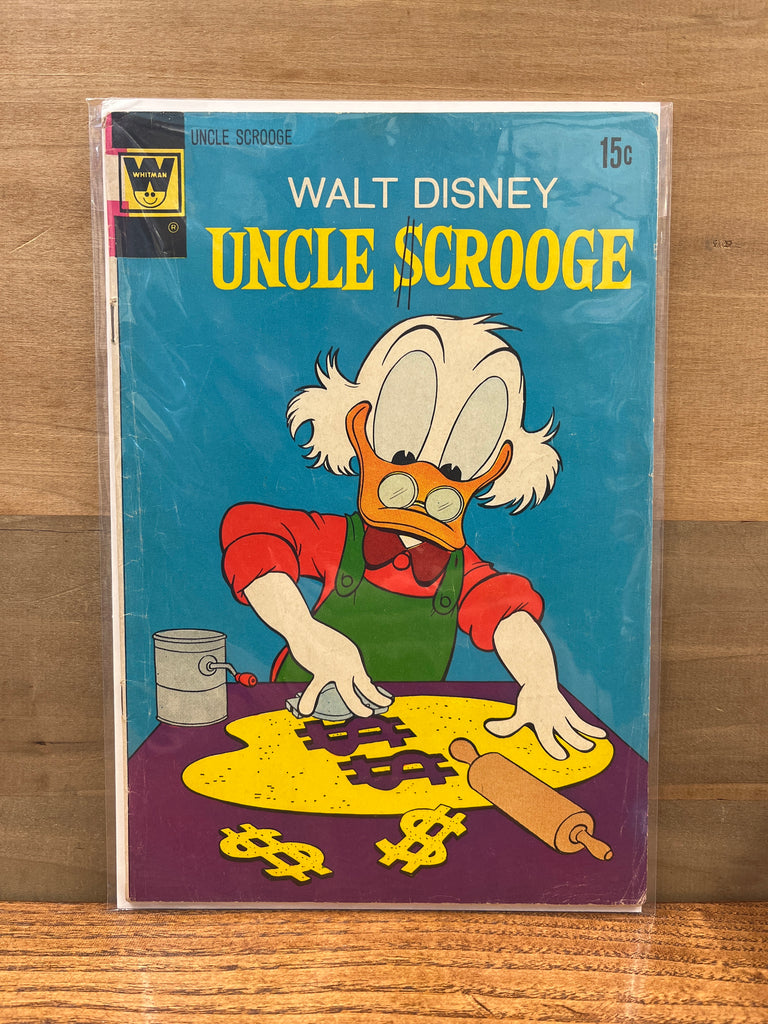 UNCLE SCROOGE
15¢
W
WHITMAN
®
WALT DISNEY
UNCLE $CROOGE